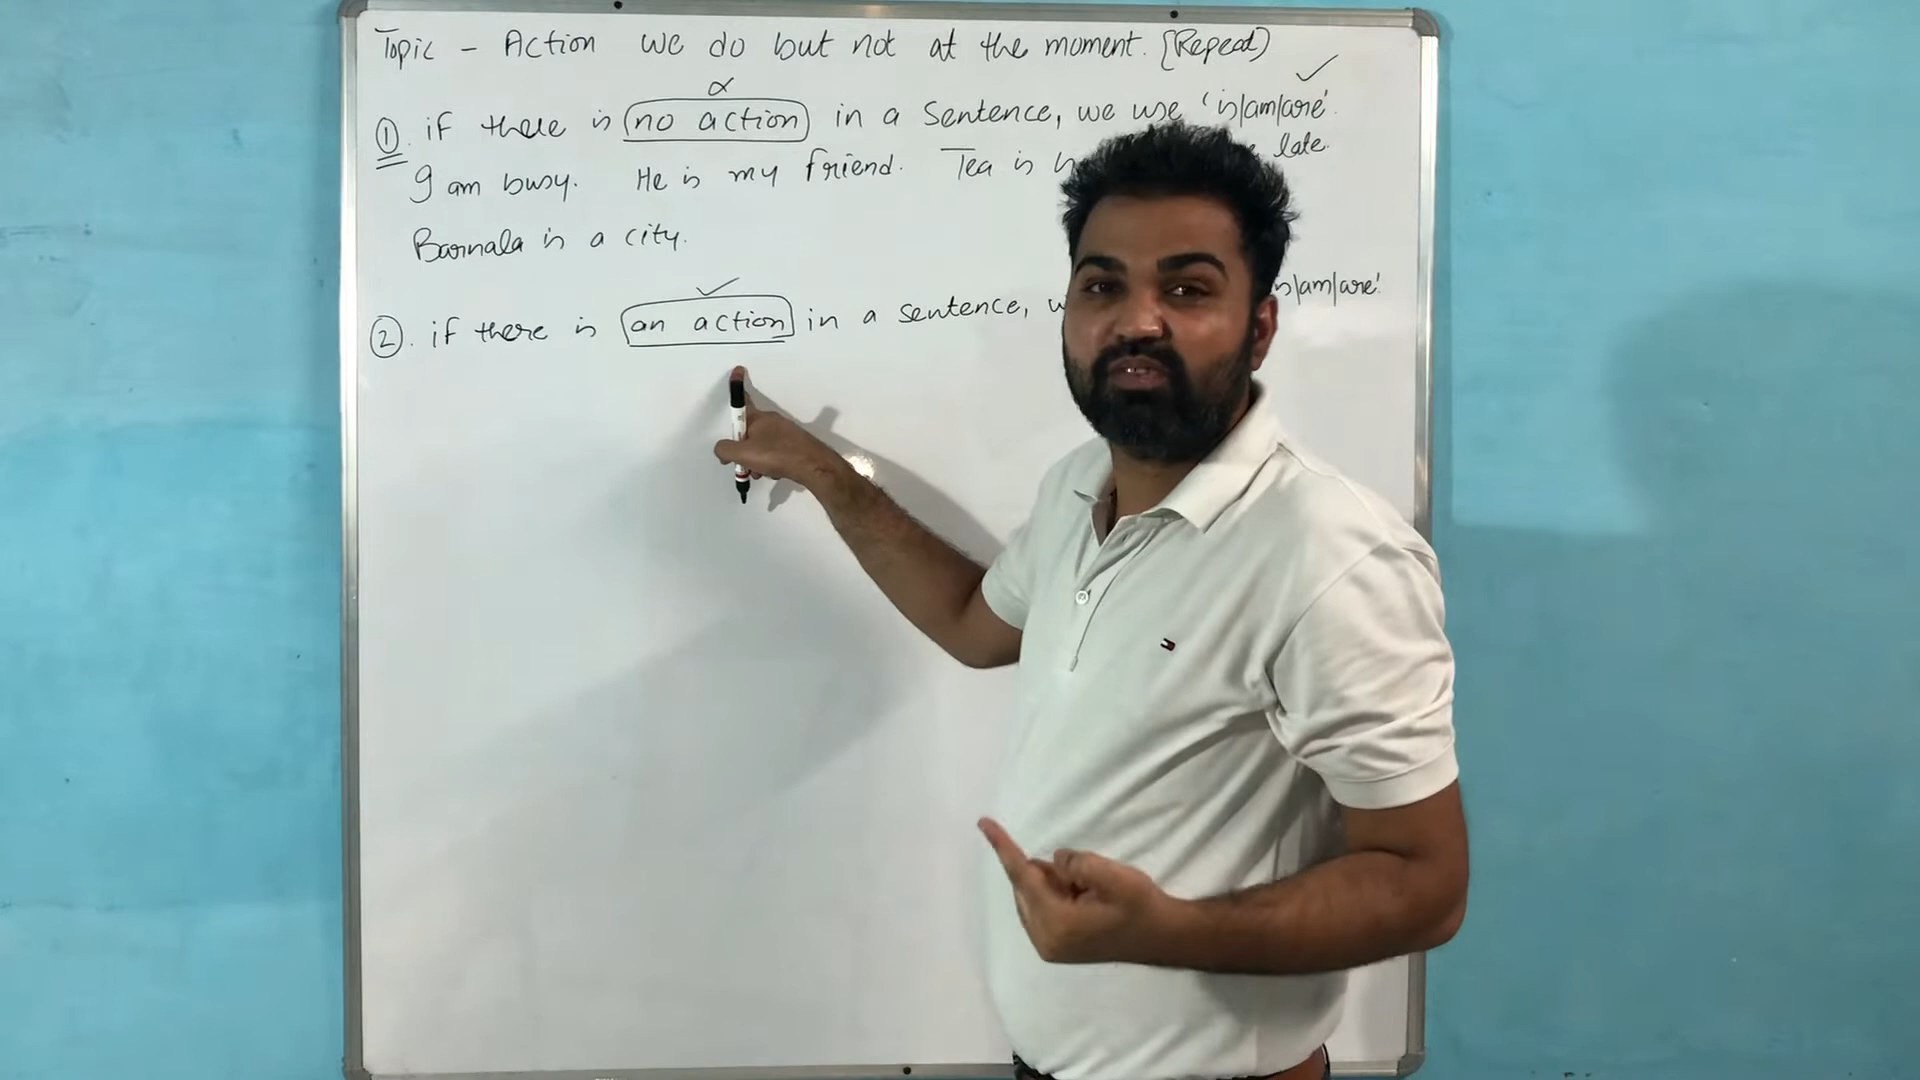 Topic - Action we do but not at the moment. (Repeat)
① if there is no action in a sentence, we use 'is/am/are'.
I am busy. He is my friend. Tea is late.
Barnala is a city.
② if there is an action in a sentence, is/am/are'.